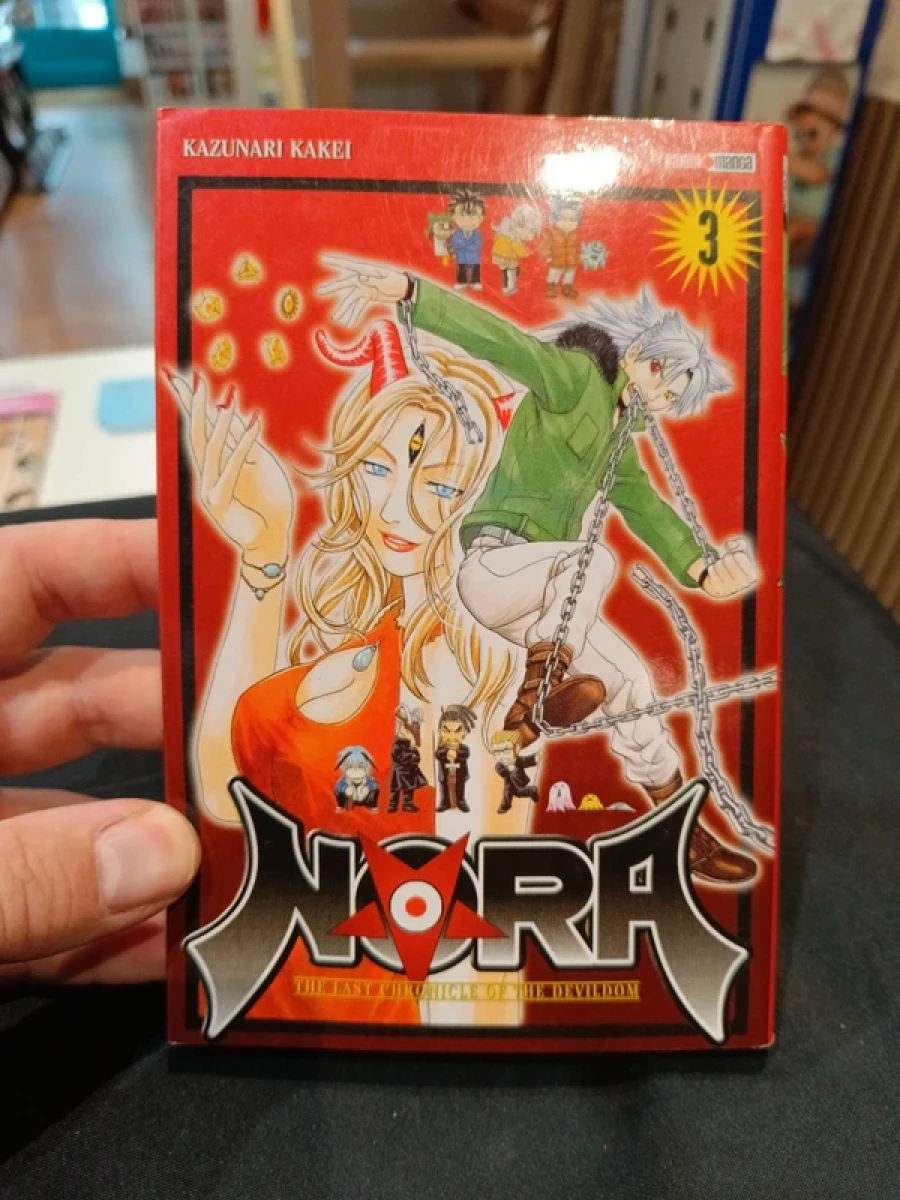 KAZUNARI KAKEI
manga
3
NORA
THE LAST CHRONICLE OF THE DEVILDOM